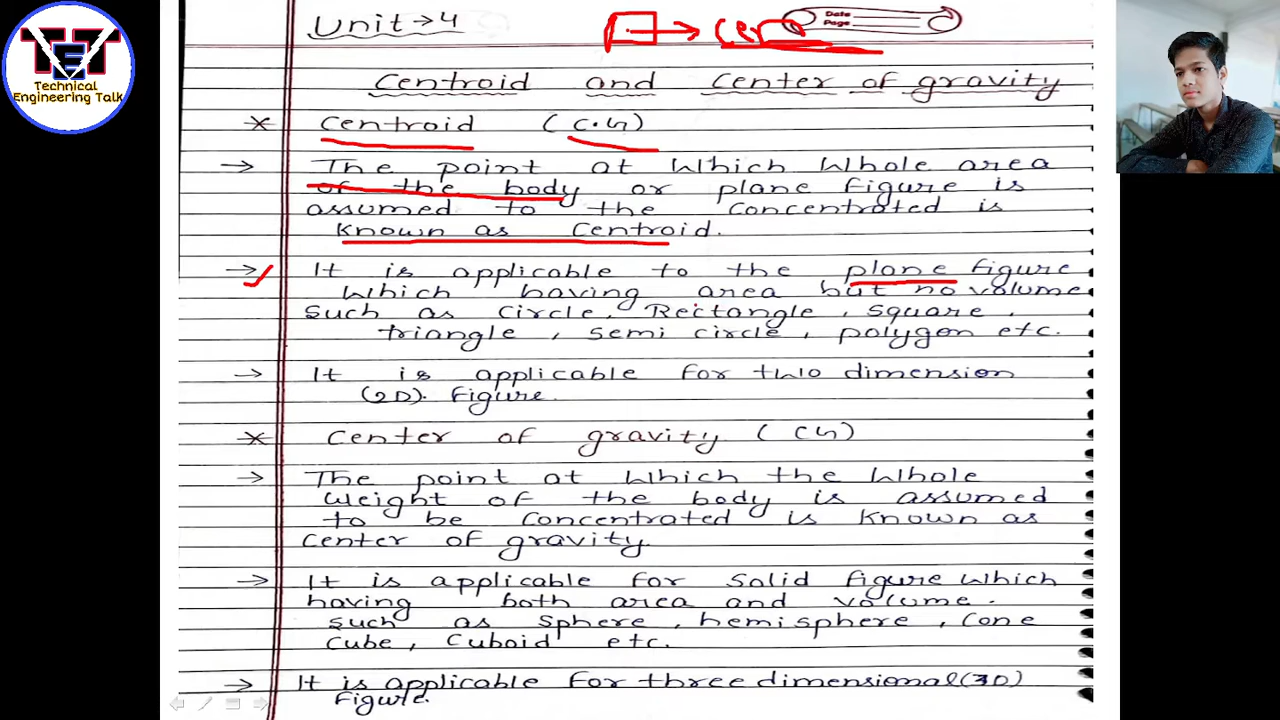 Unit → 4
Date
Page
TET
Technical
Engineering Talk
Centroid and Center of gravity
* Centroid (C.G)
→ The point at which whole area
of the body or plane figure is
assumed to the concentrated is
known as centroid.
→ It is applicable to the plane figure
which having area but no volume
such as circle, Rectangle, square,
triangle, semi circle, polygon etc.
→ It is applicable for two dimension
(2D). Figure.
* Center of gravity (CG)
→ The point at which the whole
weight of the body is assumed
to be concentrated is known as
center of gravity.
→ It is applicable for solid figure which
having both area and volume.
such as sphere, hemisphere, cone
cube, cuboid etc.
→ It is applicable for three dimensional (3D)
Figure.